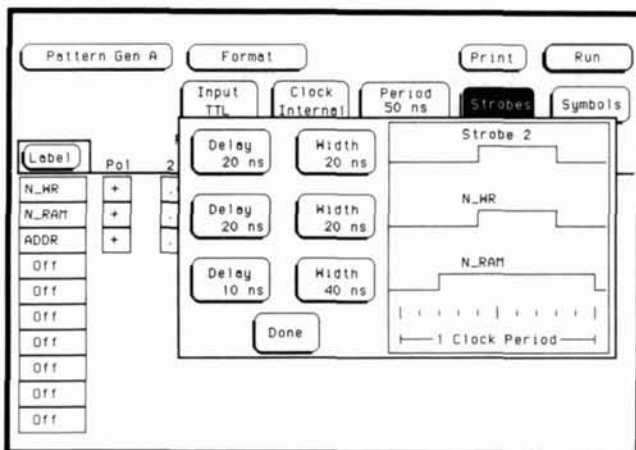 Pattern Gen A Format Print Run
Input TTL Clock Internal Period 50 ns Strobes Symbols
Label Pol 2
Delay 20 ns Width 20 ns Strobe 2
N_WR +
N_RAM + Delay 20 ns Width 20 ns N_WR
ADDR +
Off Delay 10 ns Width 40 ns N_RAM
Off
Off Done 1 Clock Period
Off
Off
Off
Off